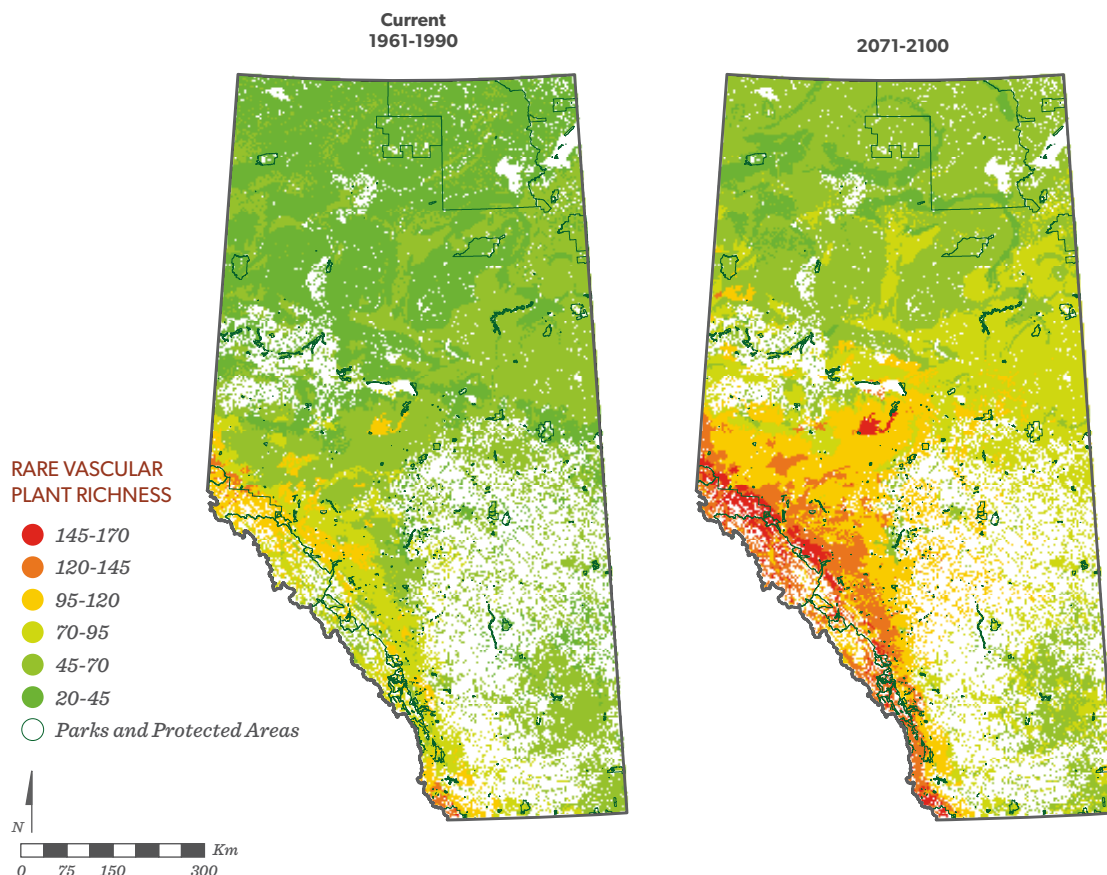 Current
1961-1990
2071-2100
RARE VASCULAR
PLANT RICHNESS
145-170
120-145
95-120
70-95
45-70
20-45
Parks and Protected Areas
N
Km
0 75 150 300